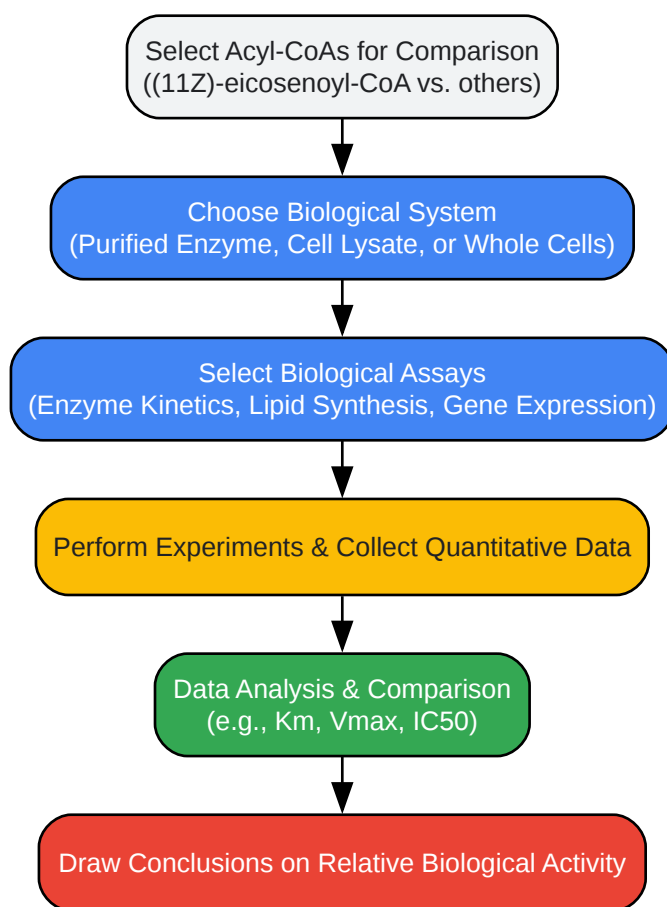 Select Acyl-CoAs for Comparison
((11Z)-eicosenoyl-CoA vs. others)
Choose Biological System
(Purified Enzyme, Cell Lysate, or Whole Cells)
Select Biological Assays
(Enzyme Kinetics, Lipid Synthesis, Gene Expression)
Perform Experiments & Collect Quantitative Data
Data Analysis & Comparison
(e.g., Km, Vmax, IC50)
Draw Conclusions on Relative Biological Activity